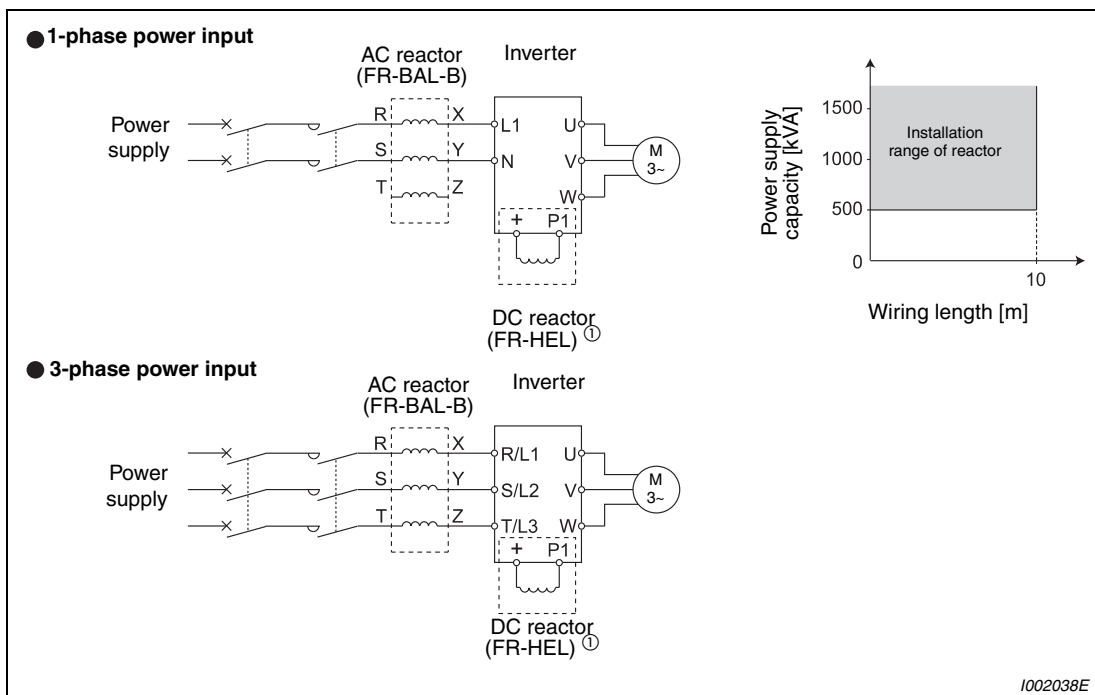 ● 1-phase power input
AC reactor
(FR-BAL-B)
Inverter
Power
supply
R X
S Y
T Z
L1
N
U
V
W
M
3~
+ P1
DC reactor
(FR-HEL) ①
Power supply
capacity [kVA]
1500
1000
500
0
Installation
range of reactor
10
Wiring length [m]
● 3-phase power input
AC reactor
(FR-BAL-B)
Inverter
Power
supply
R X
S Y
T Z
R/L1
S/L2
T/L3
U
V
W
M
3~
+ P1
DC reactor
(FR-HEL) ①
I002038E